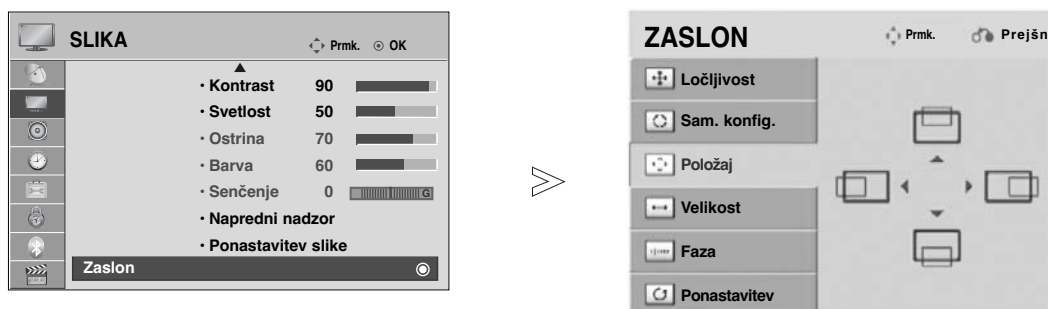 SLIKA
Prmk. OK
· Kontrast 90
· Svetlost 50
· Ostrina 70
· Barva 60
· Senčenje 0 G
· Napredni nadzor
· Ponastavitev slike
Zaslon
ZASLON
Prmk. Prejšn
Ločljivost
Sam. konfig.
Položaj
Velikost
Faza
Ponastavitev